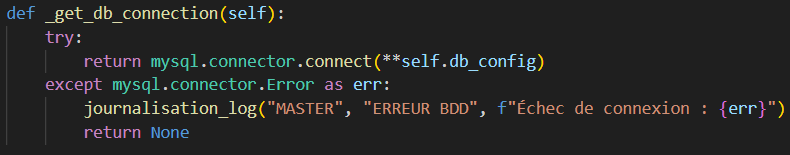 def _get_db_connection(self):
    try:
        return mysql.connector.connect(**self.db_config)
    except mysql.connector.Error as err:
        journalisation_log("MASTER", "ERREUR BDD", f"Échec de connexion : {err}")
        return None